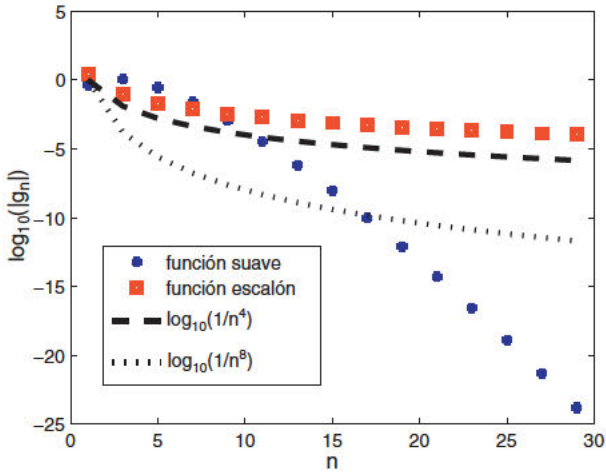 5
0
−5
−10
−15
−20
−25
log₁₀(|gₙ|)
función suave
función escalón
log₁₀(1/n⁴)
log₁₀(1/n⁸)
0 5 10 15 20 25 30
n